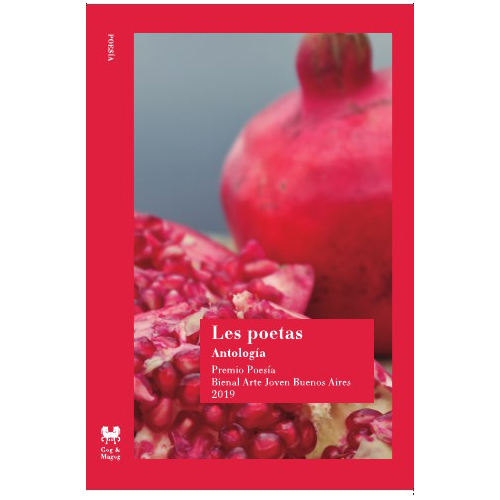 POESÍA
Les poetas
Antología
Premio Poesía
Bienal Arte Joven Buenos Aires
2019
Gog &
Magog